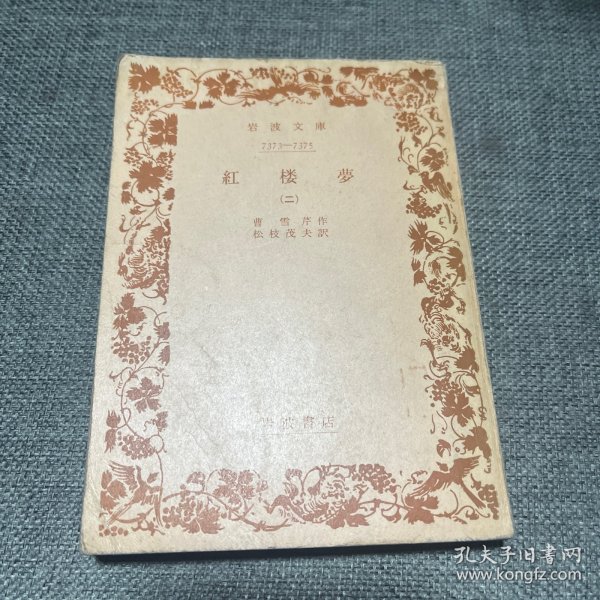 岩波文庫
7373—7375
紅楼夢
(二)
曹雪芹作
松枝茂夫訳
岩波書店
孔夫子旧书网
www.kongfz.com